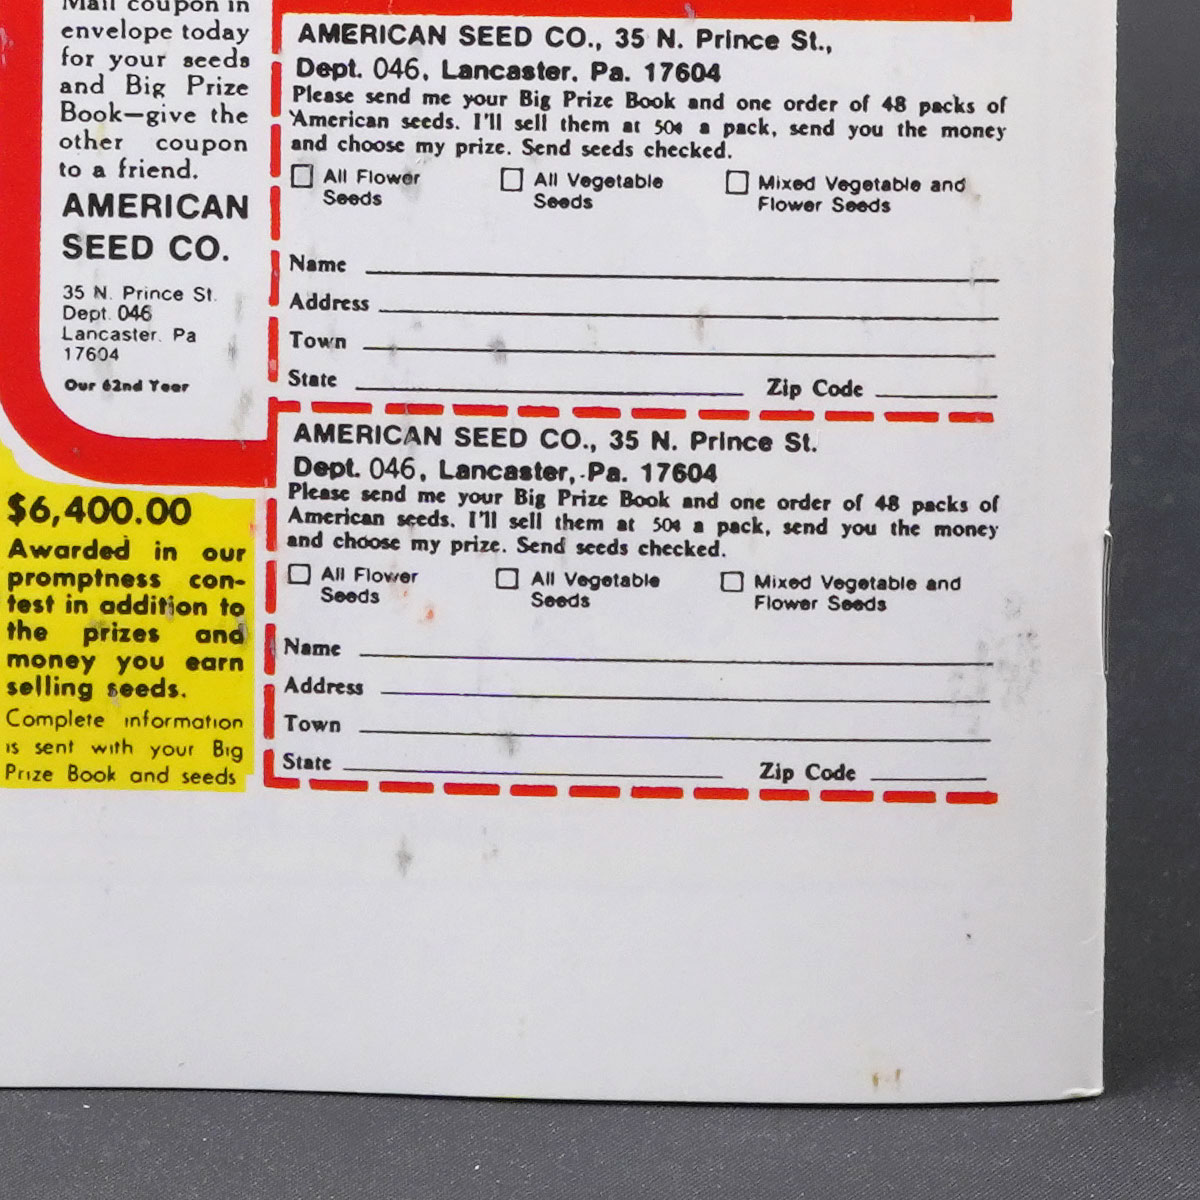 Mail coupon in
envelope today
for your seeds
and Big Prize
Book—give the
other coupon
to a friend.
AMERICAN
SEED CO.
35 N. Prince St.
Dept. 046
Lancaster. Pa
17604
Our 62nd Year
$6,400.00
Awarded in our
promptness con-
test in addition to
the prizes and
money you earn
selling seeds.
Complete information
is sent with your Big
Prize Book and seeds
AMERICAN SEED CO., 35 N. Prince St.,
Dept. 046, Lancaster. Pa. 17604
Please send me your Big Prize Book and one order of 48 packs of
American seeds. I'll sell them at 50¢ a pack, send you the money
and choose my prize. Send seeds checked.
All Flower
Seeds
All Vegetable
Seeds
Mixed Vegetable and
Flower Seeds
Name
Address
Town
State Zip Code
AMERICAN SEED CO., 35 N. Prince St.
Dept. 046, Lancaster, Pa. 17604
Please send me your Big Prize Book and one order of 48 packs of
American seeds. I'll sell them at 50¢ a pack, send you the money
and choose my prize. Send seeds checked.
All Flower
Seeds
All Vegetable
Seeds
Mixed Vegetable and
Flower Seeds
Name
Address
Town
State Zip Code